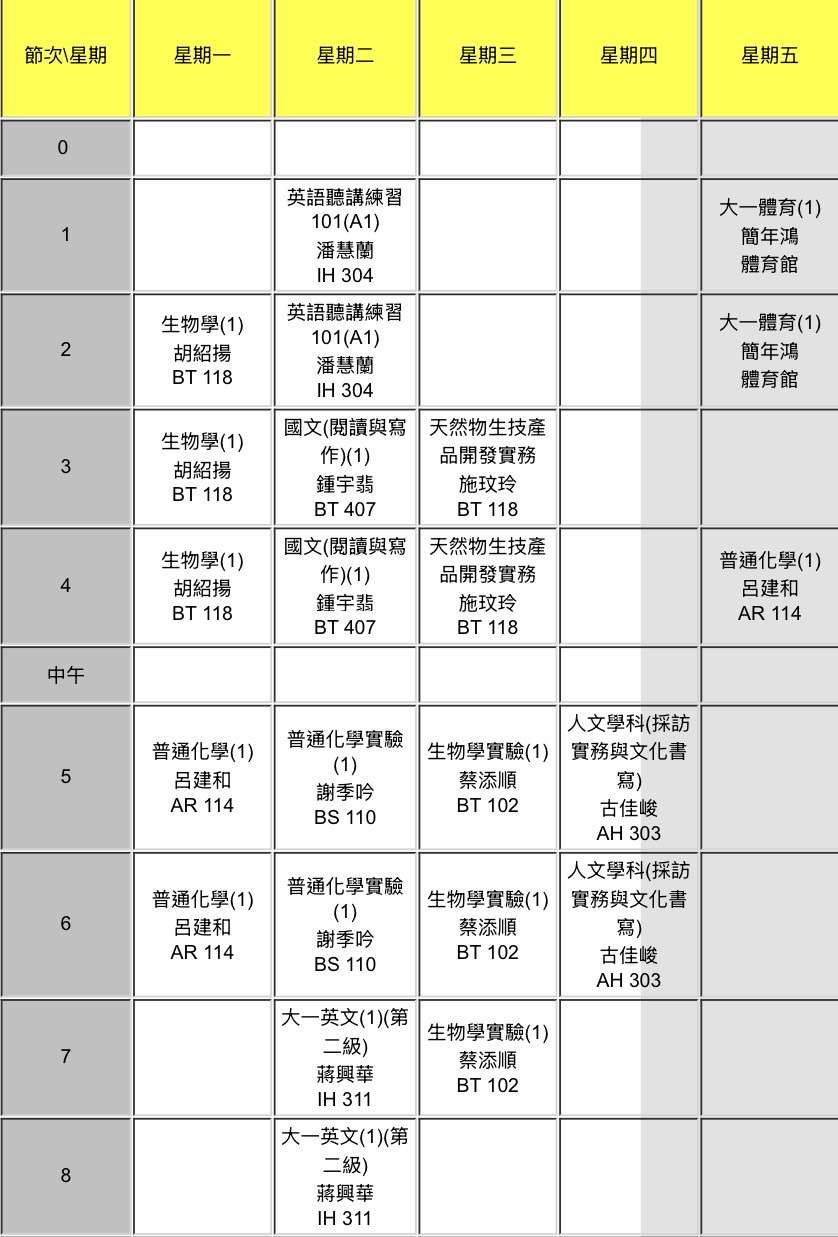 節次\星期 星期一 星期二 星期三 星期四 星期五
0
1
英語聽講練習
101(A1)
潘慧蘭
IH 304
大一體育(1)
簡年鴻
體育館
2
生物學(1)
胡紹揚
BT 118
英語聽講練習
101(A1)
潘慧蘭
IH 304
大一體育(1)
簡年鴻
體育館
3
生物學(1)
胡紹揚
BT 118
國文(閱讀與寫
作)(1)
鍾宇翡
BT 407
天然物生技產
品開發實務
施玟玲
BT 118
4
生物學(1)
胡紹揚
BT 118
國文(閱讀與寫
作)(1)
鍾宇翡
BT 407
天然物生技產
品開發實務
施玟玲
BT 118
普通化學(1)
呂建和
AR 114
中午
5
普通化學(1)
呂建和
AR 114
普通化學實驗
(1)
謝季吟
BS 110
生物學實驗(1)
蔡添順
BT 102
人文學科(採訪
實務與文化書
寫)
古佳峻
AH 303
6
普通化學(1)
呂建和
AR 114
普通化學實驗
(1)
謝季吟
BS 110
生物學實驗(1)
蔡添順
BT 102
人文學科(採訪
實務與文化書
寫)
古佳峻
AH 303
7
大一英文(1)(第
二級)
蔣興華
IH 311
生物學實驗(1)
蔡添順
BT 102
8
大一英文(1)(第
二級)
蔣興華
IH 311